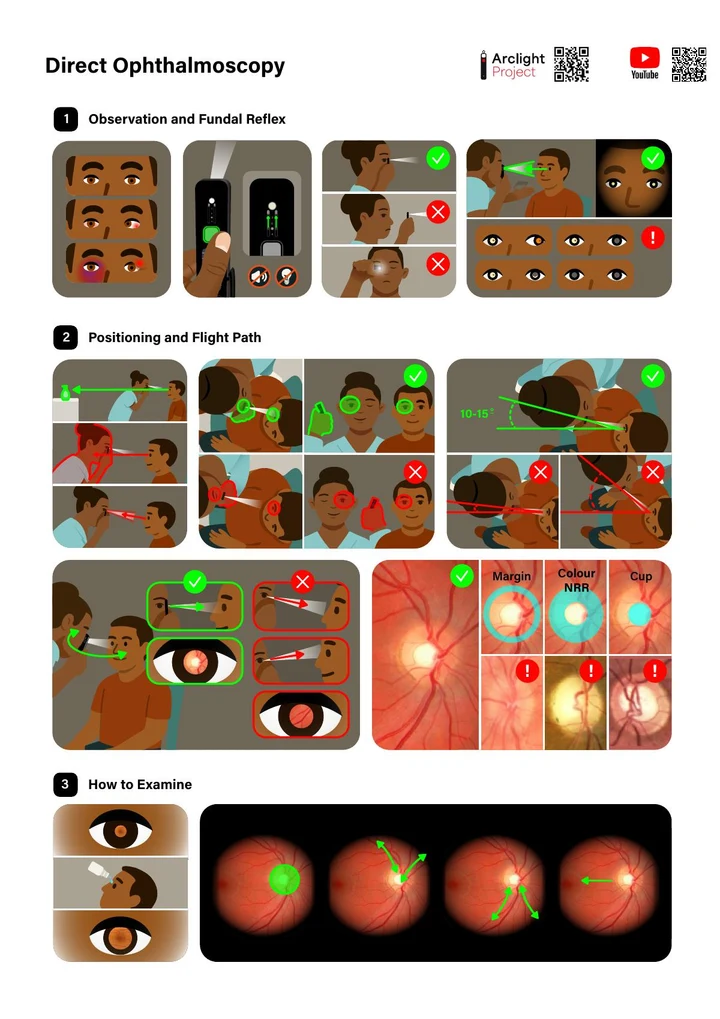 Direct Ophthalmoscopy
Arclight
Project
YouTube
1 Observation and Fundal Reflex
2 Positioning and Flight Path
10-15°
Margin
Colour
NRR
Cup
3 How to Examine